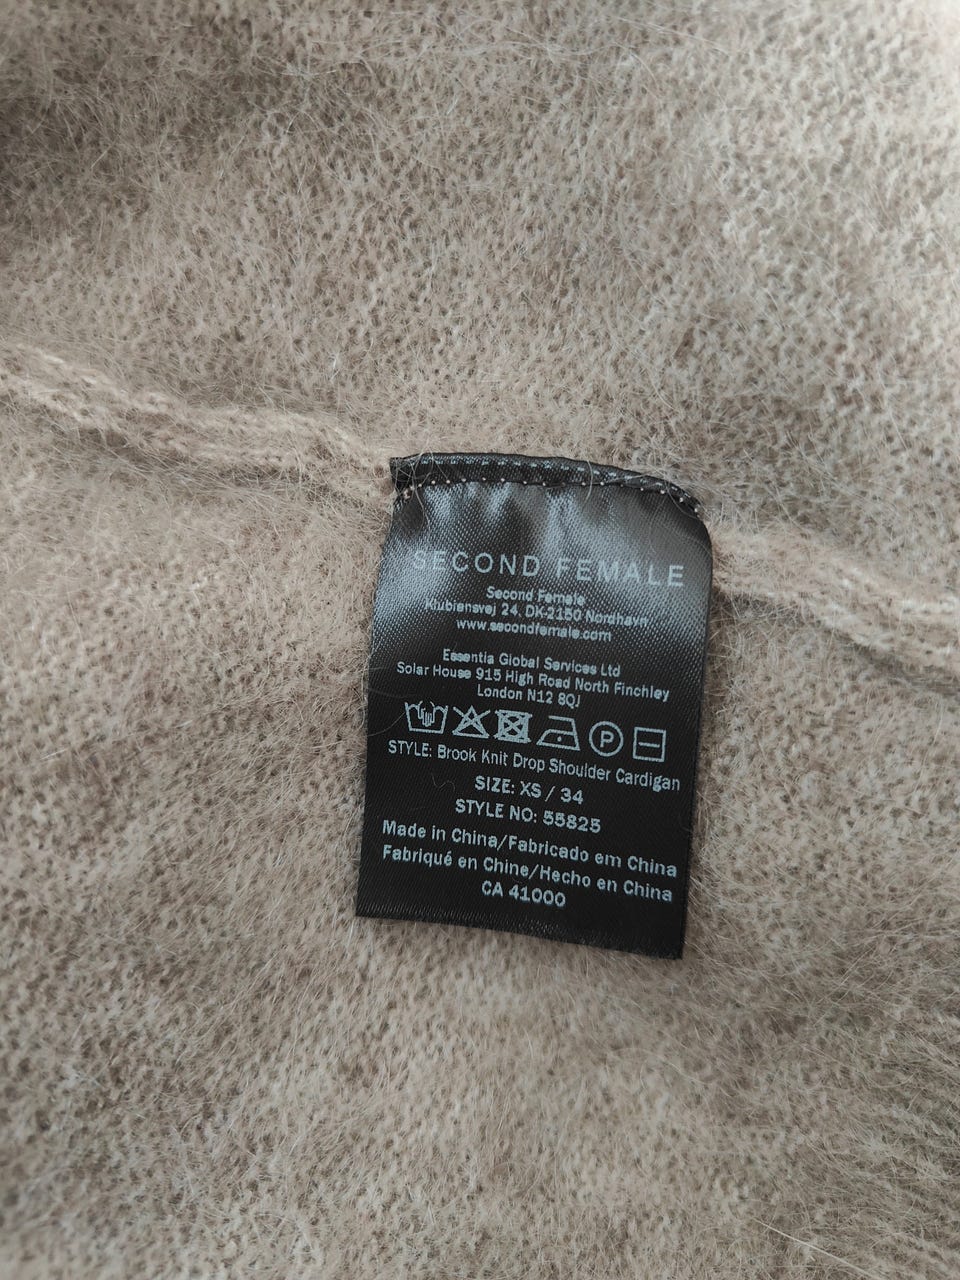 SECOND FEMALE
Second Female
Klubiensvej 24, DK-2150 Nordhavn
www.secondfemale.com
Essentia Global Services Ltd
Solar House 915 High Road North Finchley
London N12 8QJ
P
STYLE: Brook Knit Drop Shoulder Cardigan
SIZE: XS / 34
STYLE NO: 55825
Made in China/Fabricado em China
Fabriqué en Chine/Hecho en China
CA 41000